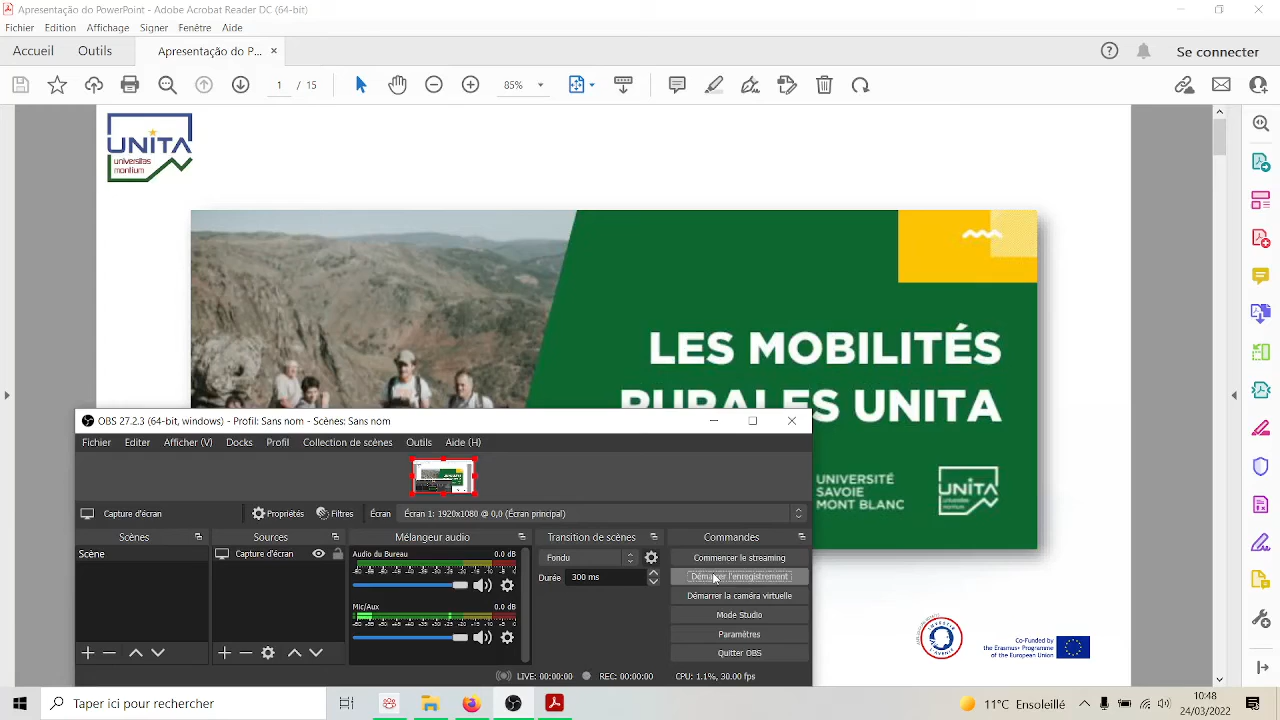 Apresentação do PowerPoint - Adobe Acrobat Reader DC (64-bit)
Fichier Edition Affichage Signer Fenêtre Aide
Accueil Outils Apresentação do P... × Se connecter
1 / 15 85%
UNITA
universitas
montium
LES MOBILITÉS
RURALES UNITA
UNIVERSITÉ
SAVOIE
MONT BLANC
UNITA
OBS 27.2.3 (64-bit, windows) - Profil: Sans nom - Scènes: Sans nom
Fichier Editer Afficher (V) Docks Profil Collection de scènes Outils Aide (H)
Filtres Écran Écran 1: 1920x1080 @ 0,0 (Écran principal)
Scènes Sources Mélangeur audio Transition de scènes Commandes
Scène
Capture d'écran
Audo du Bureau 0.0 dB
Mic/Aux 0.0 dB
Fondu
Durée 300 ms
Commencer le streaming
Démarrer l'enregistrement
Démarrer la caméra virtuelle
Mode Studio
Paramètres
Quitter OBS
LIVE: 00:00:00 REC: 00:00:00 CPU: 1.1%, 30.00 fps
Co-Funded by
the Erasmus+ Programme
of the European Union
Taper ici pour rechercher
11°C Ensoleillé
10:48
24/03/2022